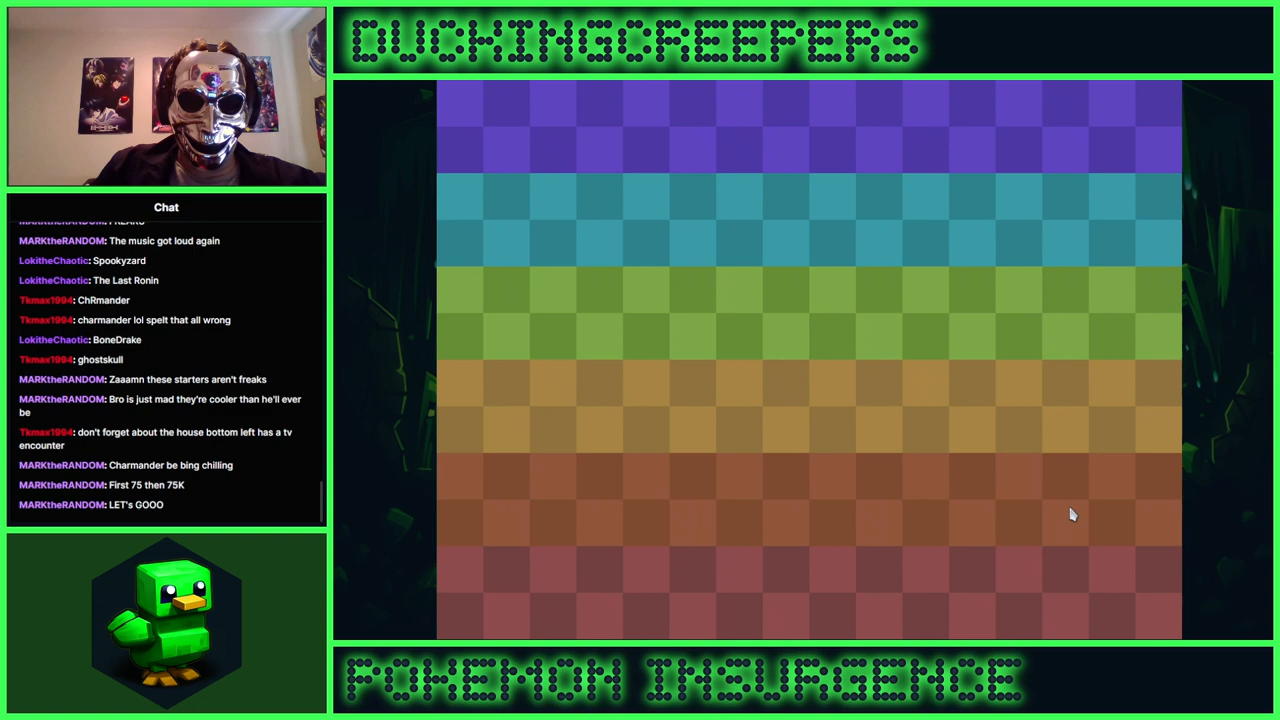 DUCKINGCREEPERS
Chat
MARKtheRANDOM: FREAKS
MARKtheRANDOM: The music got loud again
LokitheChaotic: Spookyzard
LokitheChaotic: The Last Ronin
Tkmax1994: ChRmander
Tkmax1994: charmander lol spelt that all wrong
LokitheChaotic: BoneDrake
Tkmax1994: ghostskull
MARKtheRANDOM: Zaaamn these starters aren't freaks
MARKtheRANDOM: Bro is just mad they're cooler than he'll ever
be
Tkmax1994: don't forget about the house bottom left has a tv
encounter
MARKtheRANDOM: Charmander be bing chilling
MARKtheRANDOM: First 75 then 75K
MARKtheRANDOM: LET's GOOO
POKEMON INSURGENCE